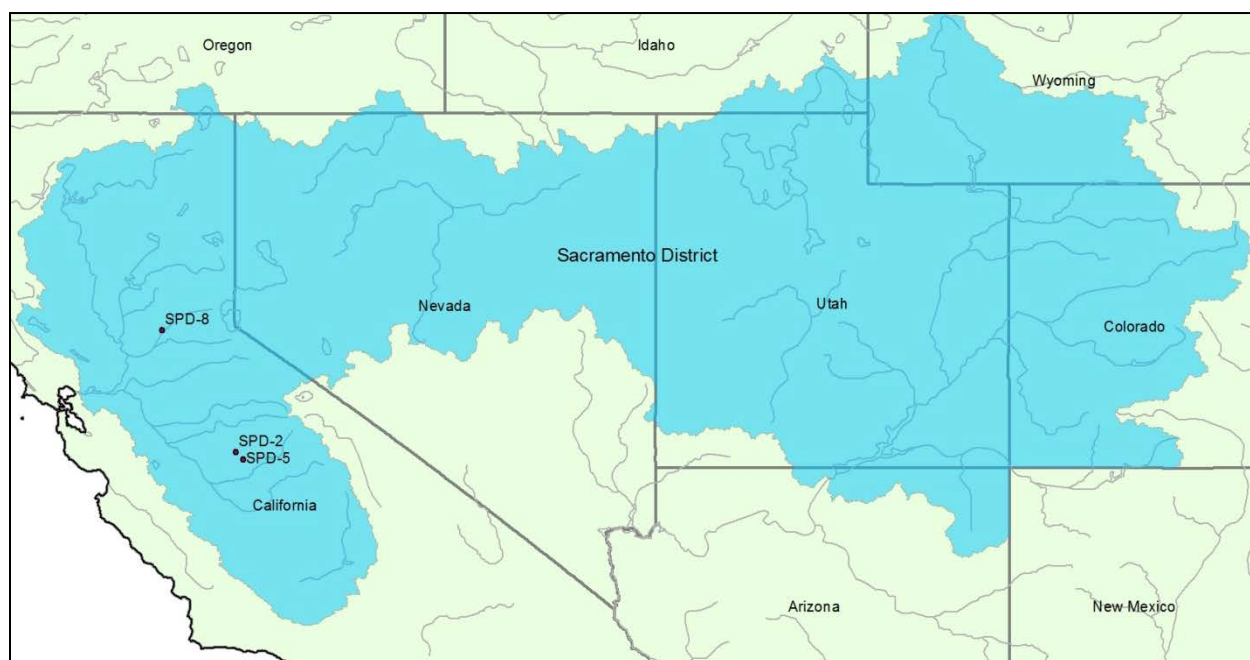 Oregon
Idaho
Wyoming
Sacramento District
Nevada
Utah
SPD-8
Colorado
SPD-2
SPD-5
California
Arizona
New Mexico